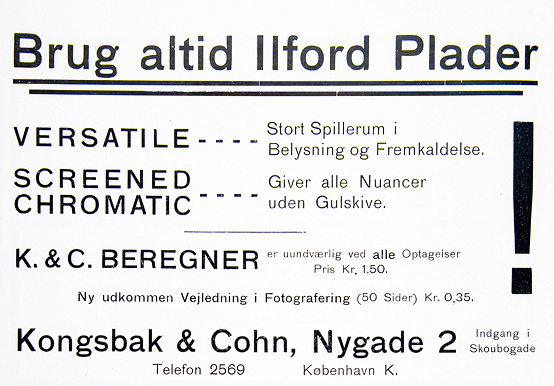 Brug altid Ilford Plader
VERSATILE ---- Stort Spillerum i
Belysning og Fremkaldelse.
SCREENED
CHROMATIC ---- Giver alle Nuancer
uden Gulskive.
!
K. & C. BEREGNER er uundværlig ved alle Optagelser
Pris Kr. 1,50.
Ny udkommen Vejledning i Fotografering (50 Sider) Kr. 0,35.
Kongsbak & Cohn, Nygade 2 Indgang i
Skoubogade
Telefon 2569 København K.